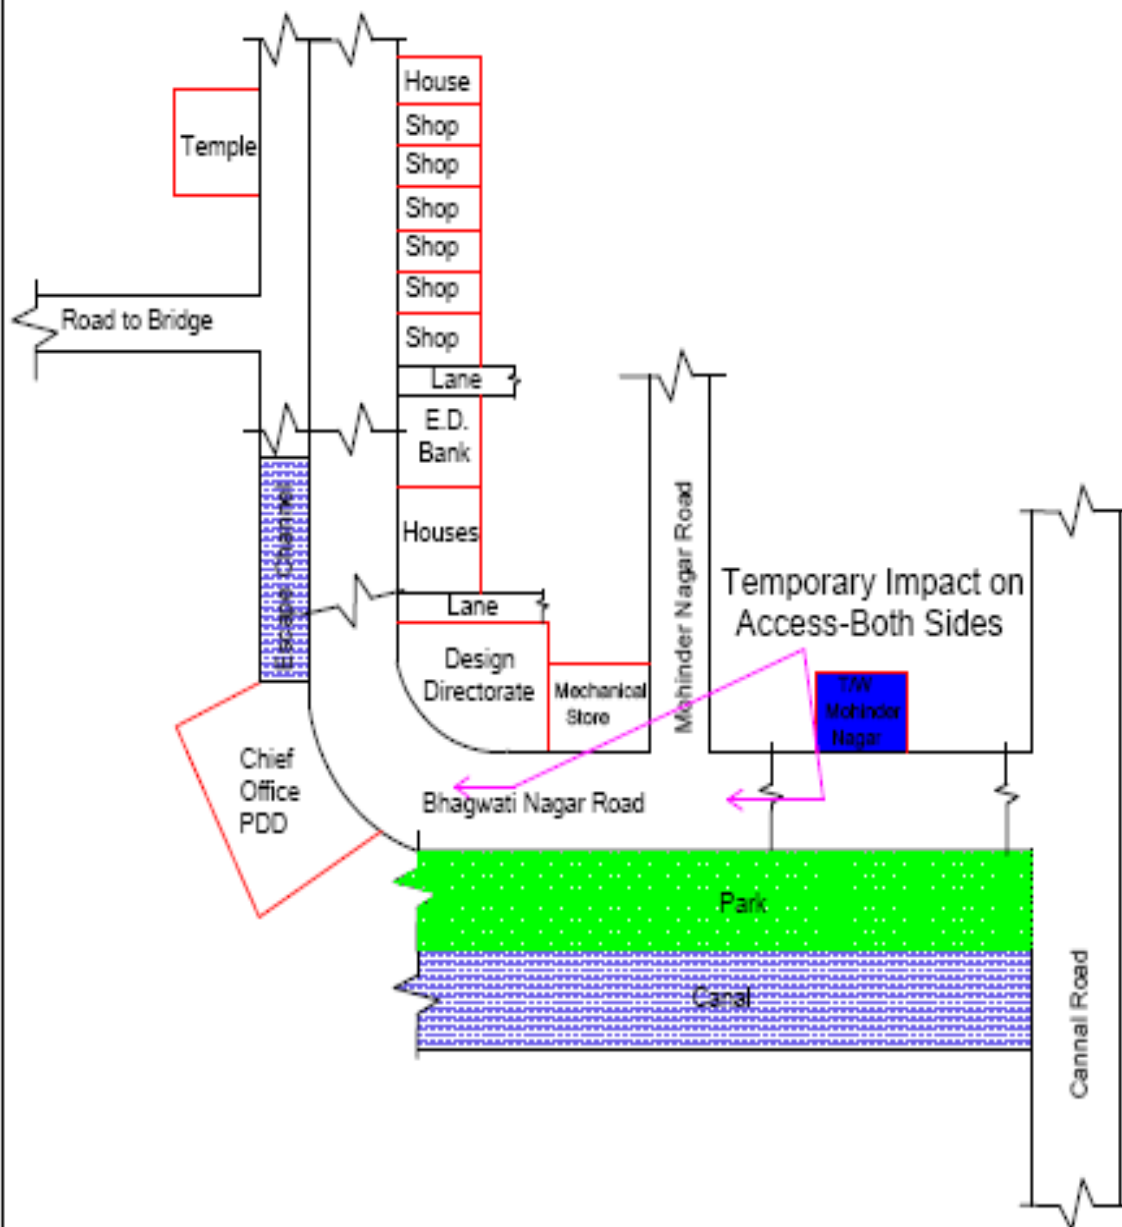 House
Shop
Temple
Shop
Shop
Shop
Shop
Road to Bridge
Shop
Lane
E.D.
Bank
Escape Channel
Houses
Mohinder Nagar Road
Temporary Impact on
Access-Both Sides
Lane
Design
Directorate
Mechanical
Store
T/W
Mohinder
Nagar
Chief
Office
PDD
Bhagwati Nagar Road
Park
Canal
Cannal Road